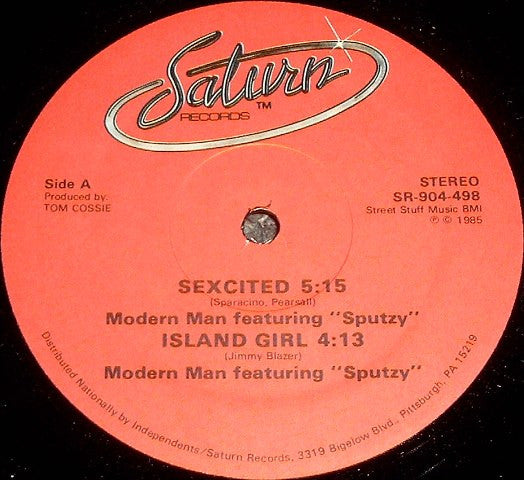 Saturn
TM
RECORDS
Side A
Produced by:
TOM COSSIE
STEREO
SR-904-498
Street Stuff Music BMI
℗ © 1985
SEXCITED 5:15
(Sparacino, Pearsall)
Modern Man featuring "Sputzy"
ISLAND GIRL 4:13
(Jimmy Blazer)
Modern Man featuring "Sputzy"
Distributed Nationally by Independents/Saturn Records, 3319 Bigelow Blvd., Pittsburgh, PA 15219